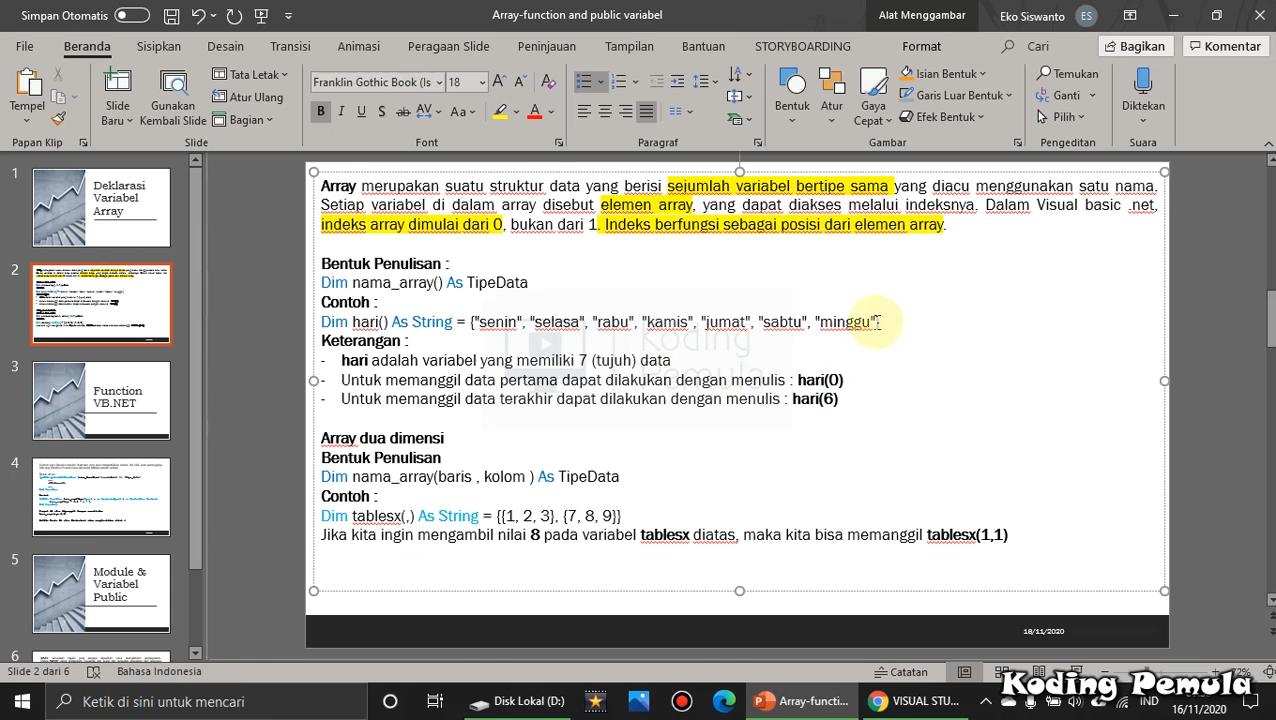 Simpan Otomatis
Array-function and public variabel
Alat Menggambar
Eko Siswanto
ES
File
Beranda
Sisipkan
Desain
Transisi
Animasi
Peragaan Slide
Peninjauan
Tampilan
Bantuan
STORYBOARDING
Format
Cari
Bagikan
Komentar
Tempel
Slide Baru
Gunakan Kembali Slide
Tata Letak
Atur Ulang
Bagian
Franklin Gothic Book (Is
18
Bentuk
Atur
Gaya Cepat
Isian Bentuk
Garis Luar Bentuk
Efek Bentuk
Temukan
Ganti
Pilih
Diktekan
Papan Klip
Slide
Font
Paragraf
Gambar
Pengeditan
Suara
1
Deklarasi
Variabel
Array
2
3
Function
VB.NET
4
5
Module &
Variabel
Public
6
Array merupakan suatu struktur data yang berisi sejumlah variabel bertipe sama yang diacu menggunakan satu nama.
Setiap variabel di dalam array disebut elemen array, yang dapat diakses melalui indeksnya. Dalam Visual basic .net,
indeks array dimulai dari 0, bukan dari 1. Indeks berfungsi sebagai posisi dari elemen array.
Bentuk Penulisan :
Dim nama_array() As TipeData
Contoh :
Dim hari() As String = {"senin", "selasa", "rabu", "kamis", "jumat", "sabtu", "minggu"}
Keterangan :
- hari adalah variabel yang memiliki 7 (tujuh) data
- Untuk memanggil data pertama dapat dilakukan dengan menulis : hari(0)
- Untuk memanggil data terakhir dapat dilakukan dengan menulis : hari(6)
Array dua dimensi
Bentuk Penulisan
Dim nama_array(baris , kolom ) As TipeData
Contoh :
Dim tablesx(,) As String = {{1, 2, 3}, {7, 8, 9}}
Jika kita ingin mengambil nilai 8 pada variabel tablesx diatas, maka kita bisa memanggil tablesx(1,1)
Koding
Pemula
18/11/2020
Slide 2 dari 6
Bahasa Indonesia
Catatan
72%
Koding Pemula
Ketik di sini untuk mencari
Disk Lokal (D:)
Array-functi...
VISUAL STU...
IND
16/11/2020